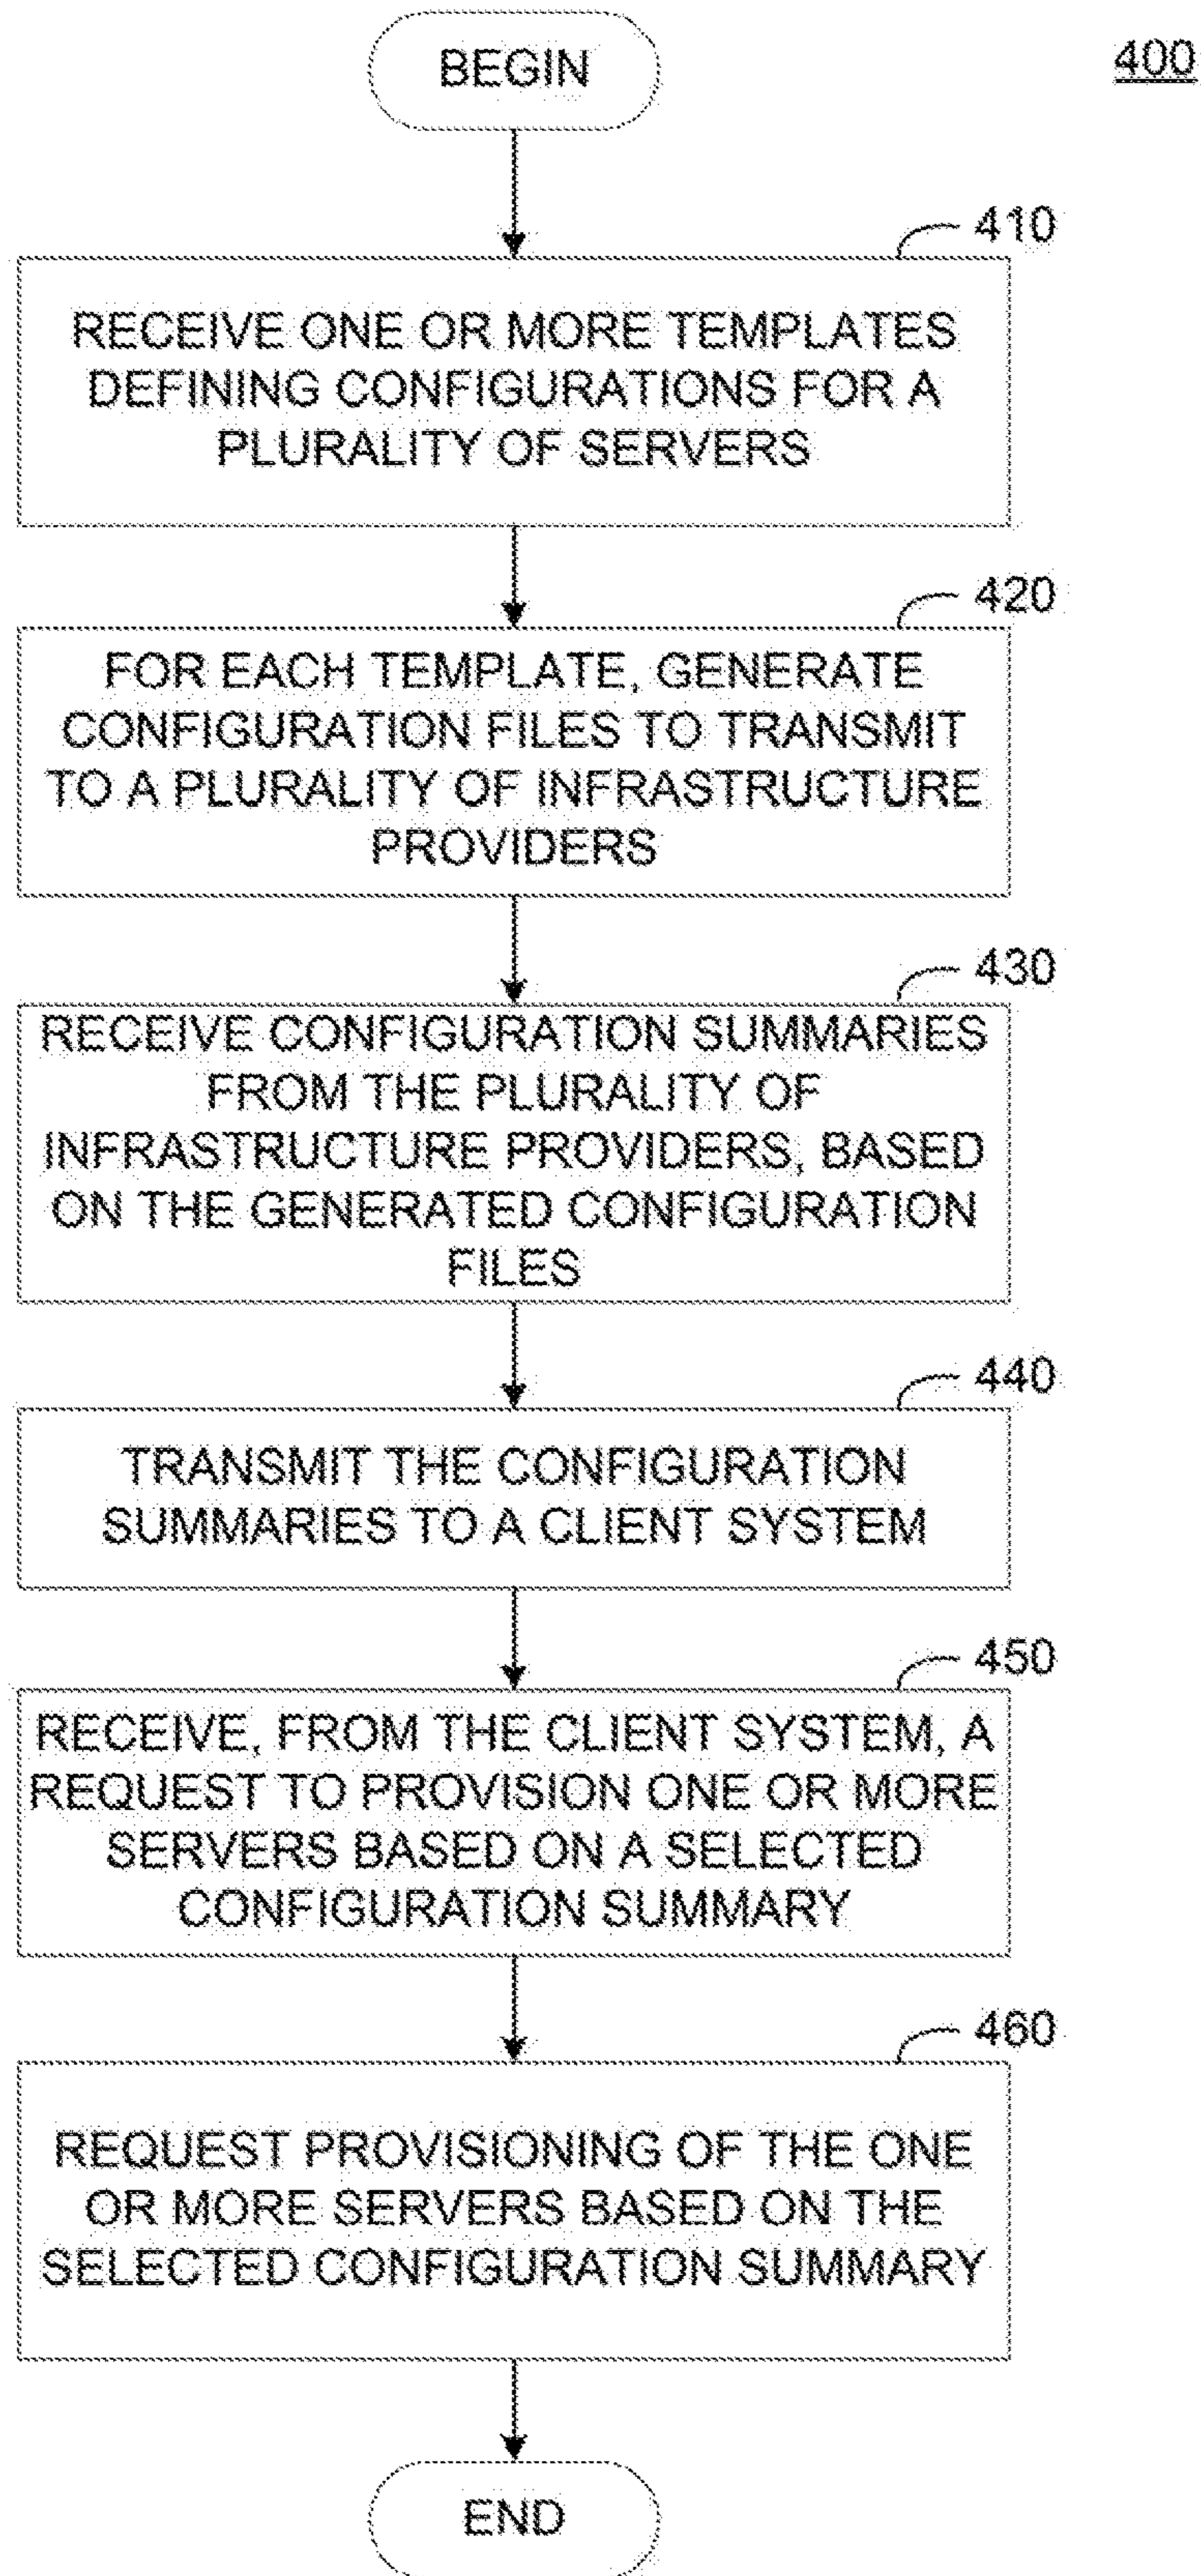 BEGIN
400
410
RECEIVE ONE OR MORE TEMPLATES
DEFINING CONFIGURATIONS FOR A
PLURALITY OF SERVERS
420
FOR EACH TEMPLATE, GENERATE
CONFIGURATION FILES TO TRANSMIT
TO A PLURALITY OF INFRASTRUCTURE
PROVIDERS
430
RECEIVE CONFIGURATION SUMMARIES
FROM THE PLURALITY OF
INFRASTRUCTURE PROVIDERS, BASED
ON THE GENERATED CONFIGURATION
FILES
440
TRANSMIT THE CONFIGURATION
SUMMARIES TO A CLIENT SYSTEM
450
RECEIVE, FROM THE CLIENT SYSTEM, A
REQUEST TO PROVISION ONE OR MORE
SERVERS BASED ON A SELECTED
CONFIGURATION SUMMARY
460
REQUEST PROVISIONING OF THE ONE
OR MORE SERVERS BASED ON THE
SELECTED CONFIGURATION SUMMARY
END